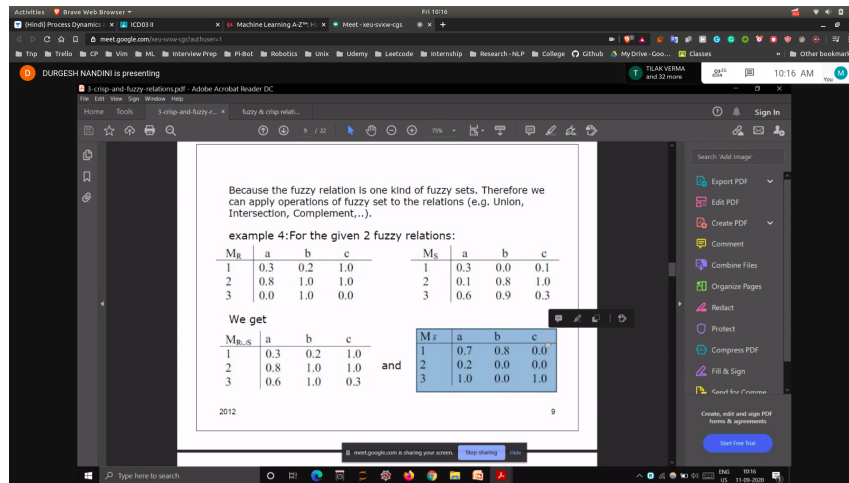 Activities Brave Web Browser Fri 10:16
(Hindi) Process Dynamics ICD03 II Machine Learning A-Z™: H Meet - xeu-svxw-cgs
meet.google.com/xeu-svxw-cgs?authuser=1
Tnp Trello CP Vim ML Interview Prep Pi-Bot Robotics Unix Udemy Leetcode Internship Research - NLP College Github My Drive - Goo... Classes Other bookmar
D DURGESH NANDINI is presenting
T TILAK VERMA
and 32 more
10:16 AM You M
3-crisp-and-fuzzy-relations.pdf - Adobe Acrobat Reader DC
File Edit View Sign Window Help
Home Tools 3-crisp-and-fuzzy-r... × fuzzy & crisp relati... Sign In
9 / 22 75%
Because the fuzzy relation is one kind of fuzzy sets. Therefore we
can apply operations of fuzzy set to the relations (e.g. Union,
Intersection, Complement,..).
example 4:For the given 2 fuzzy relations:
MR a b c MS a b c
1 0.3 0.2 1.0 1 0.3 0.0 0.1
2 0.8 1.0 1.0 2 0.1 0.8 1.0
3 0.0 1.0 0.0 3 0.6 0.9 0.3
We get
MR∪S a b c
1 0.3 0.2 1.0
2 0.8 1.0 1.0
3 0.6 1.0 0.3
and
M a b c
1 0.7 0.8 0.0
2 0.2 0.0 0.0
3 1.0 0.0 1.0
2012 9
Search 'Add Image'
Export PDF
Edit PDF
Create PDF
Comment
Combine Files
Organize Pages
Redact
Protect
Compress PDF
Fill & Sign
Send for Comme
Create, edit and sign PDF
forms & agreements
Start Free Trial
meet.google.com is sharing your screen. Stop sharing Hide
Type here to search
ENG 10:16
US 11-09-2020